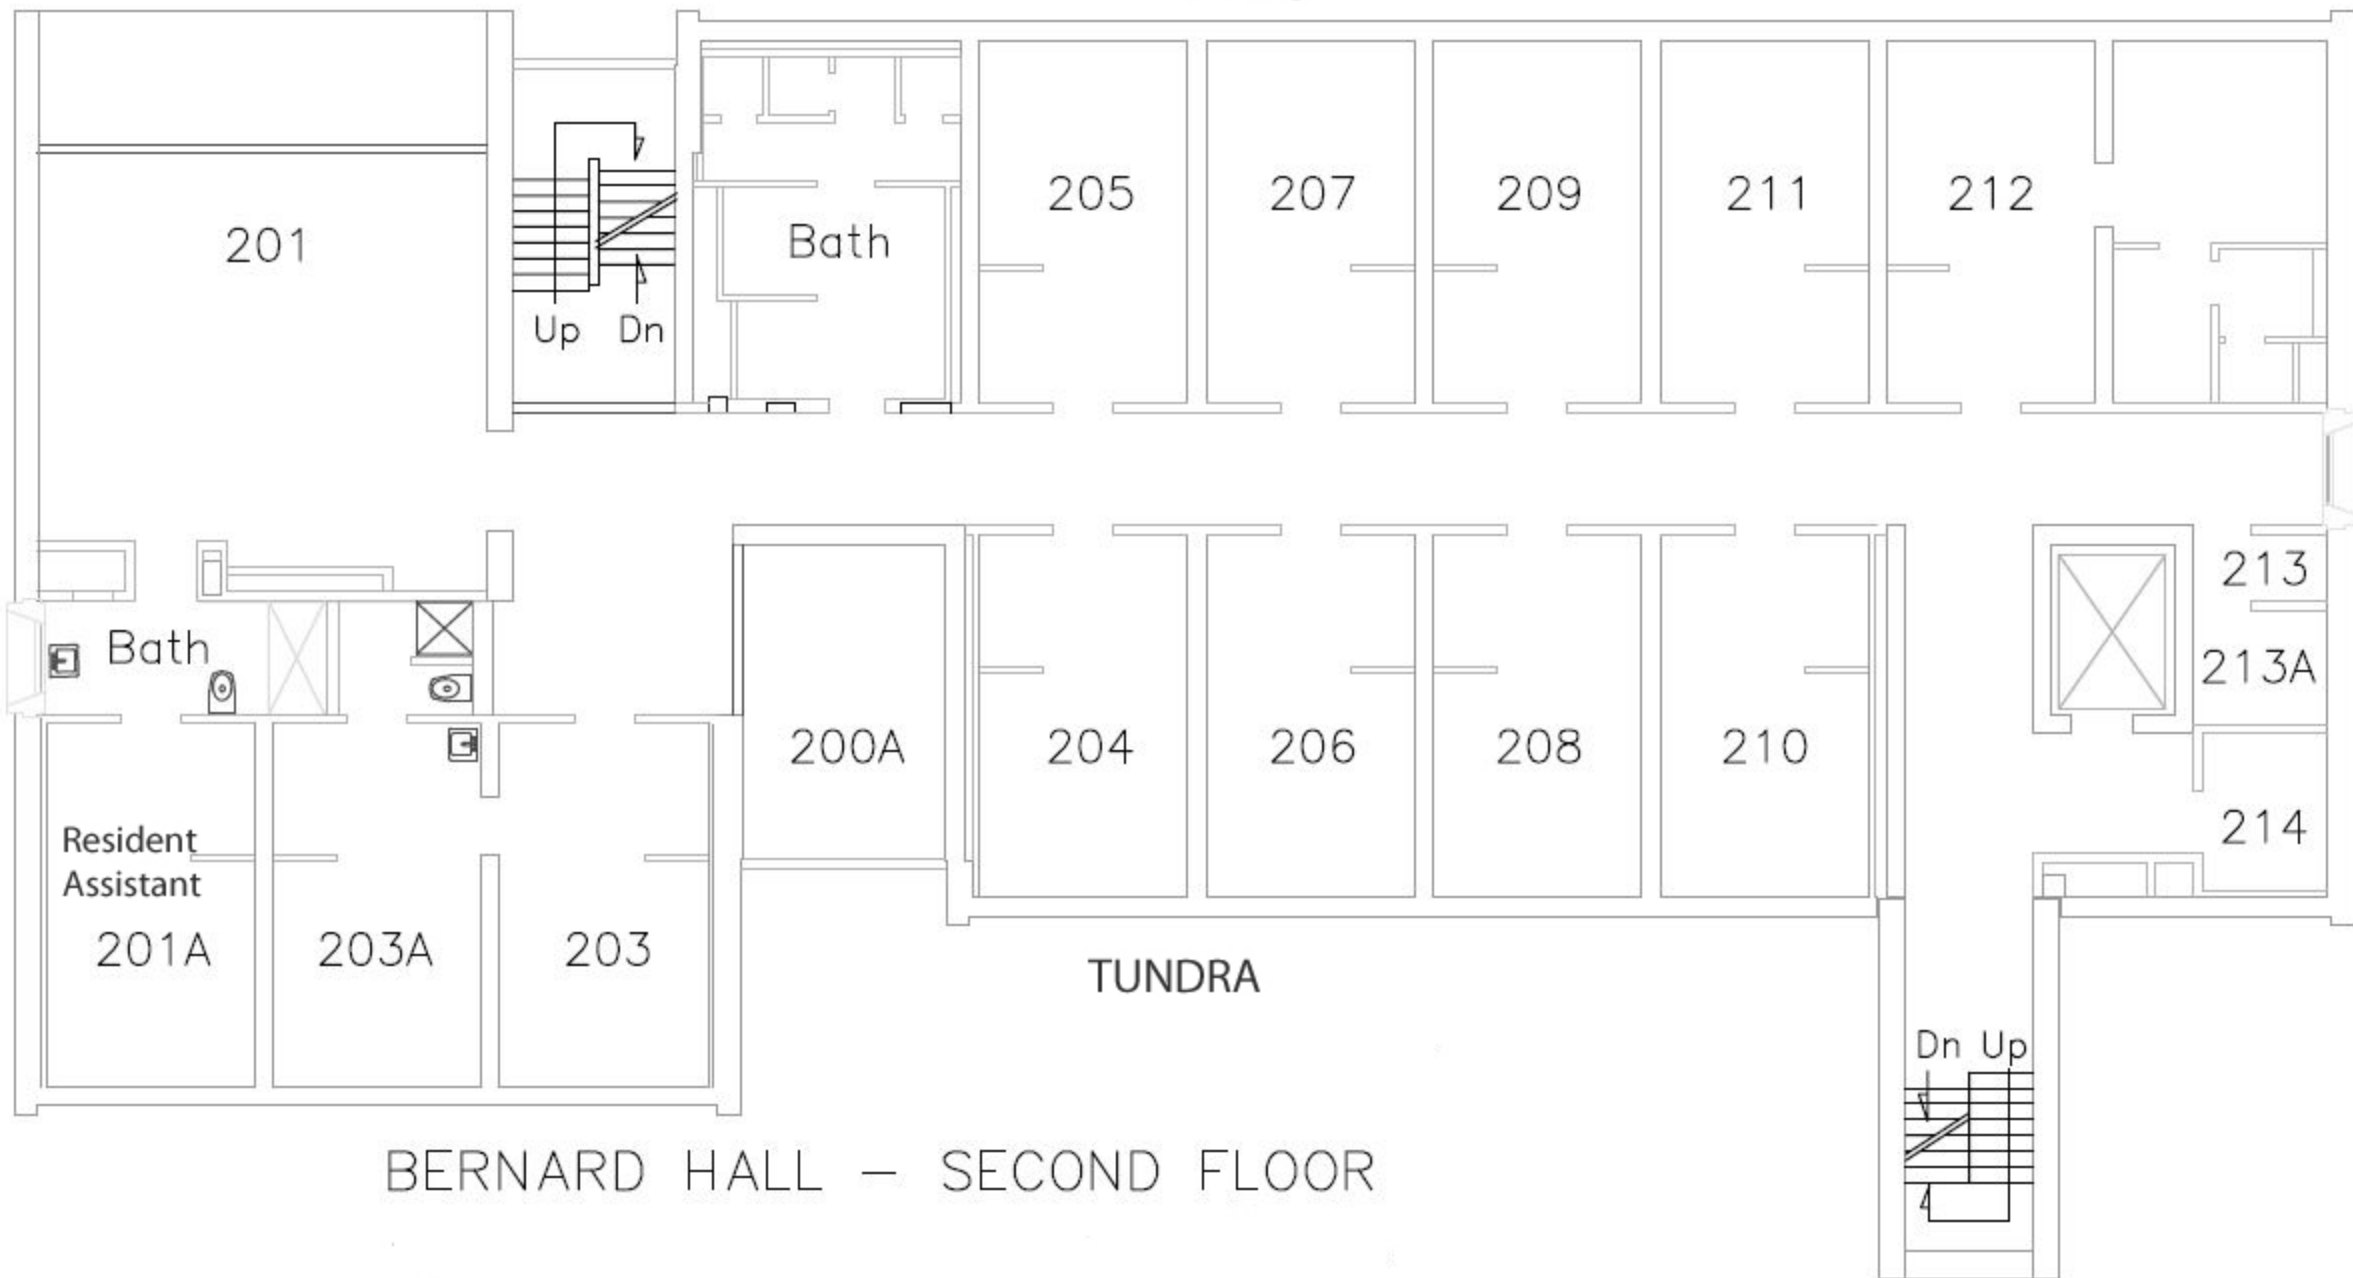 205
207
209
211
212
201
Bath
Up
Dn
213
Bath
213A
200A
204
206
208
210
Resident
Assistant
214
201A
203A
203
TUNDRA
Dn
Up
BERNARD HALL – SECOND FLOOR